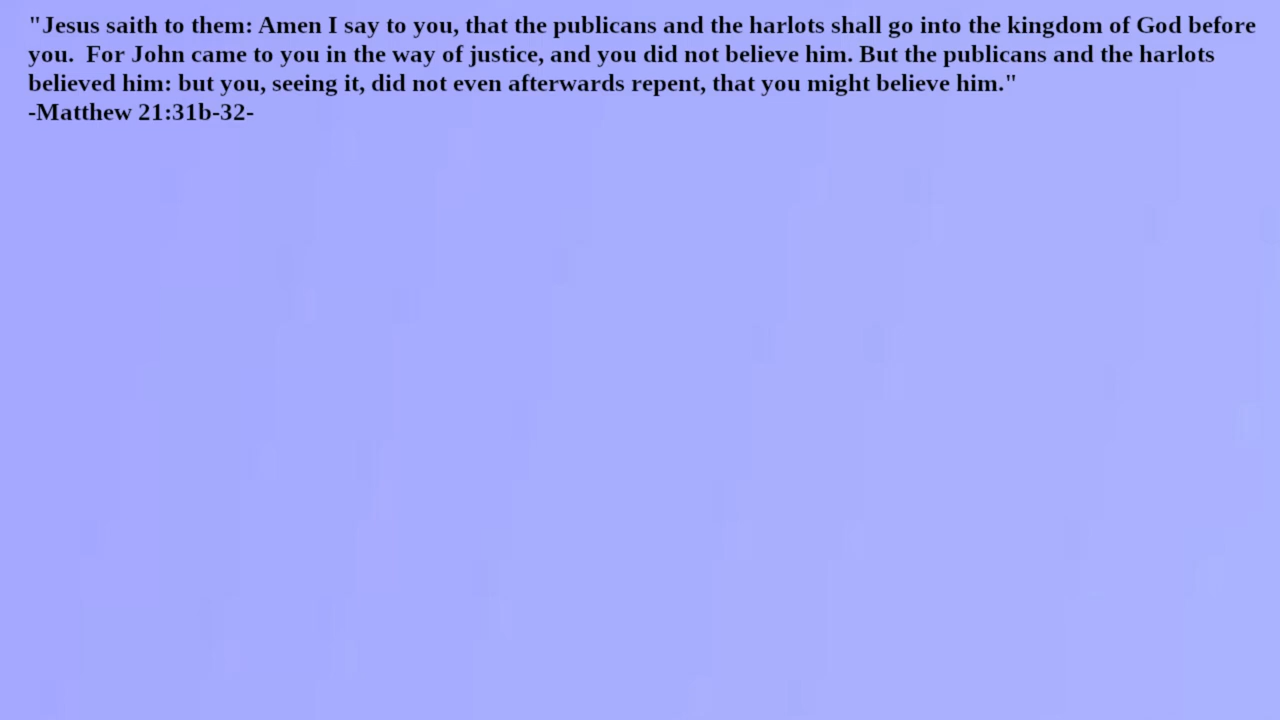 "Jesus saith to them: Amen I say to you, that the publicans and the harlots shall go into the kingdom of God before
you.  For John came to you in the way of justice, and you did not believe him. But the publicans and the harlots
believed him: but you, seeing it, did not even afterwards repent, that you might believe him."
-Matthew 21:31b-32-